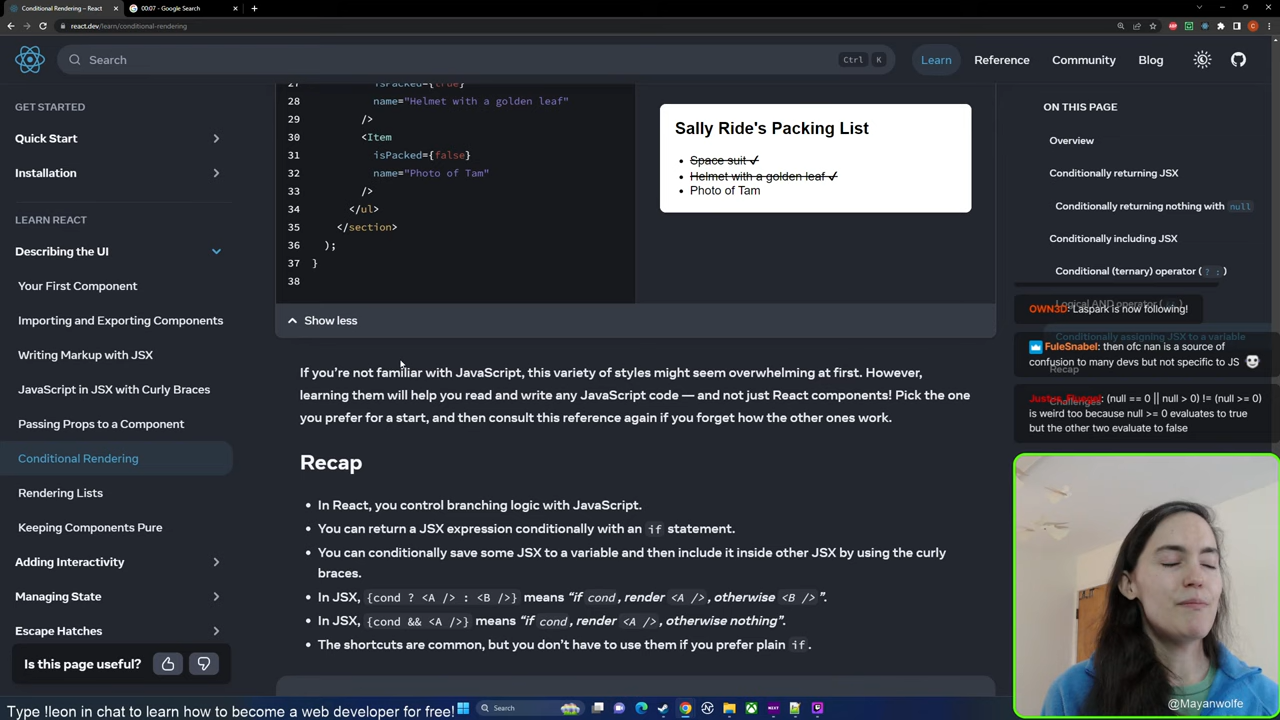 Conditional Rendering – React
00:07 - Google Search
react.dev/learn/conditional-rendering
Search
Ctrl K
Learn
Reference
Community
Blog
GET STARTED
Quick Start
Installation
LEARN REACT
Describing the UI
Your First Component
Importing and Exporting Components
Writing Markup with JSX
JavaScript in JSX with Curly Braces
Passing Props to a Component
Conditional Rendering
Rendering Lists
Keeping Components Pure
Adding Interactivity
Managing State
Escape Hatches
Is this page useful?
27 isPacked={true}
28 name="Helmet with a golden leaf"
29 />
30 <Item
31 isPacked={false}
32 name="Photo of Tam"
33 />
34 </ul>
35 </section>
36 );
37 }
38
Sally Ride's Packing List
Space suit ✓
Helmet with a golden leaf ✓
Photo of Tam
Show less
If you're not familiar with JavaScript, this variety of styles might seem overwhelming at first. However,
learning them will help you read and write any JavaScript code — and not just React components! Pick the one
you prefer for a start, and then consult this reference again if you forget how the other ones work.
Recap
In React, you control branching logic with JavaScript.
You can return a JSX expression conditionally with an if statement.
You can conditionally save some JSX to a variable and then include it inside other JSX by using the curly
braces.
In JSX, {cond ? <A /> : <B />} means “if cond, render <A />, otherwise <B />”.
In JSX, {cond && <A />} means “if cond, render <A />, otherwise nothing”.
The shortcuts are common, but you don't have to use them if you prefer plain if.
ON THIS PAGE
Overview
Conditionally returning JSX
Conditionally returning nothing with null
Conditionally including JSX
Conditional (ternary) operator (? :)
Logical AND operator (&&)
OWN3D: Laspark is now following!
Conditionally assigning JSX to a variable
FuleSnabel: then ofc nan is a source of
confusion to many devs but not specific to JS
Recap
Challenges
(null == 0 || null > 0) != (null >= 0)
is weird too because null >= 0 evaluates to true
but the other two evaluate to false
@Mayanwolfe
Type !leon in chat to learn how to become a web developer for free!
Search